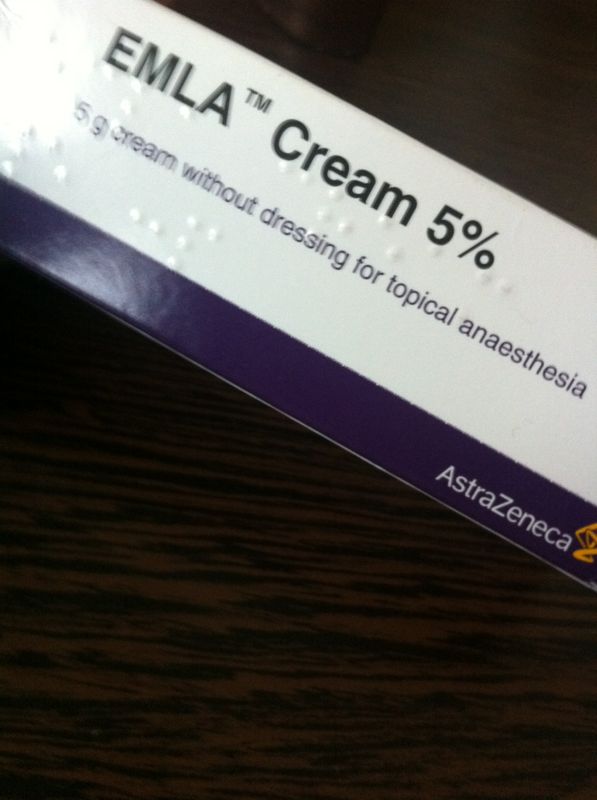 EMLA™ Cream 5%
5 g cream without dressing for topical anaesthesia
AstraZeneca